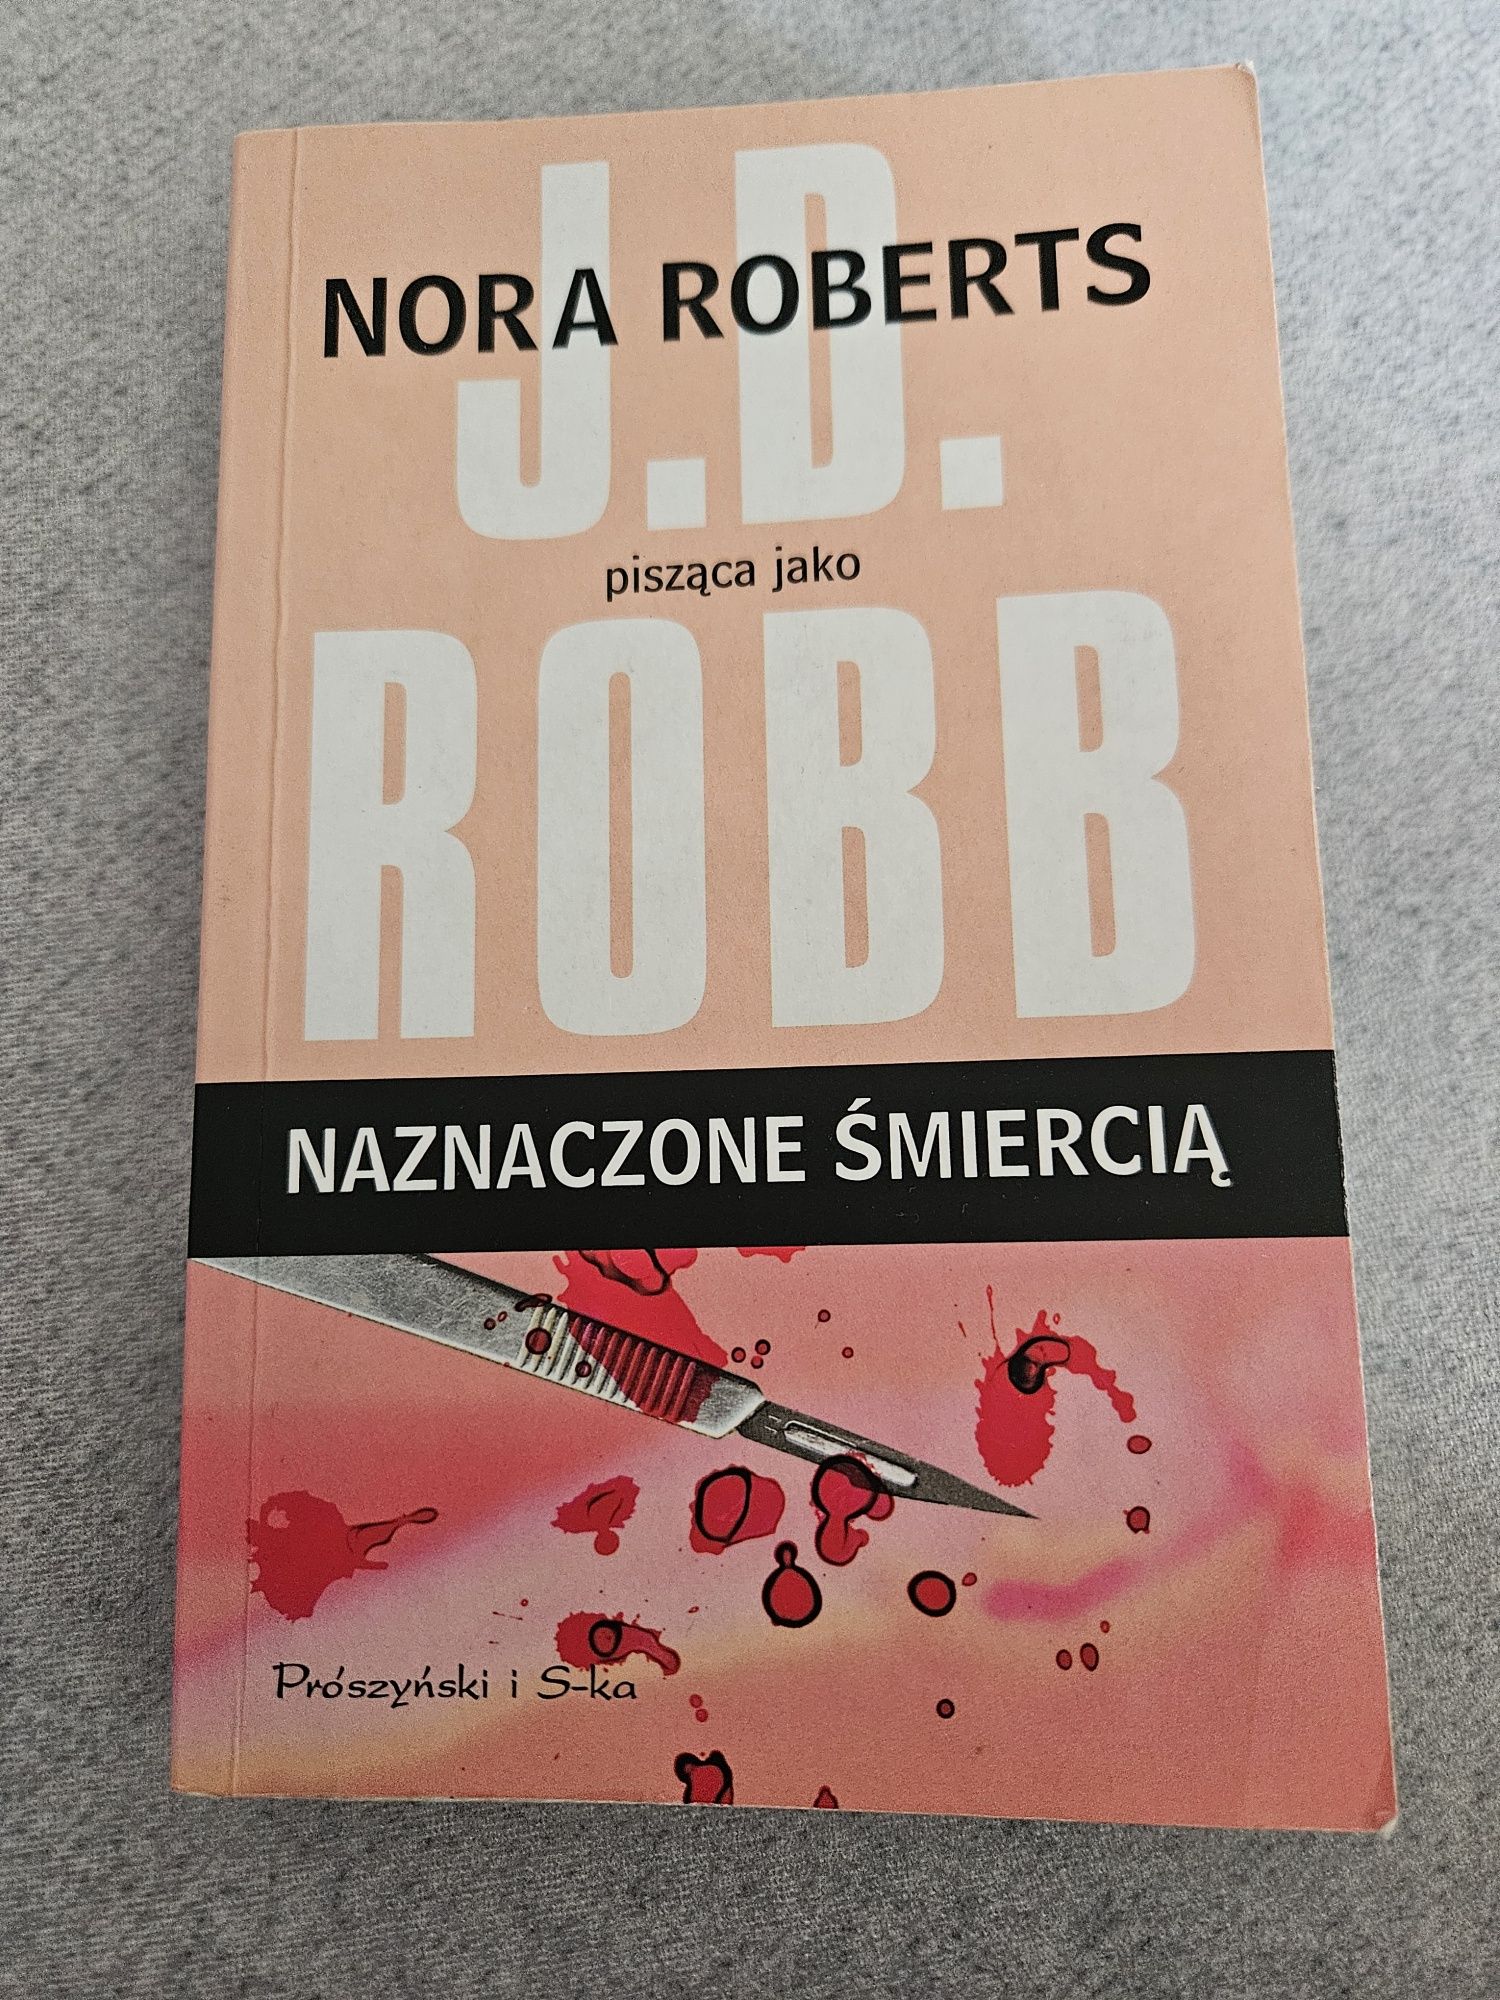 J.D.
NORA ROBERTS
pisząca jako
ROBB
NAZNACZONE ŚMIERCIĄ
Prószyński i S-ka